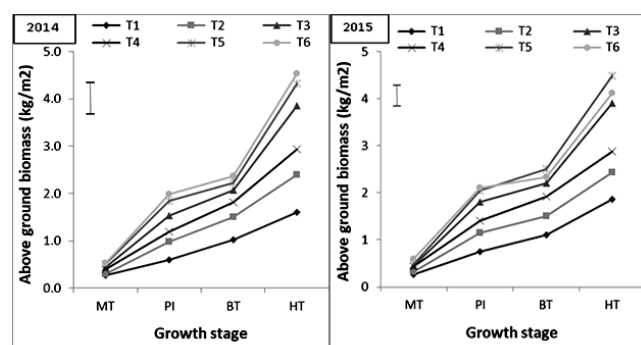 2014
T1 T2 T3
T4 T5 T6
Above ground biomass (kg/m2)
5.0
4.0
3.0
2.0
1.0
0.0
MT PI BT HT
Growth stage
2015
T1 T2 T3
T4 T5 T6
Above ground biomass (kg/m2)
5
4
3
2
1
0
MT PI BT HT
Growth stage